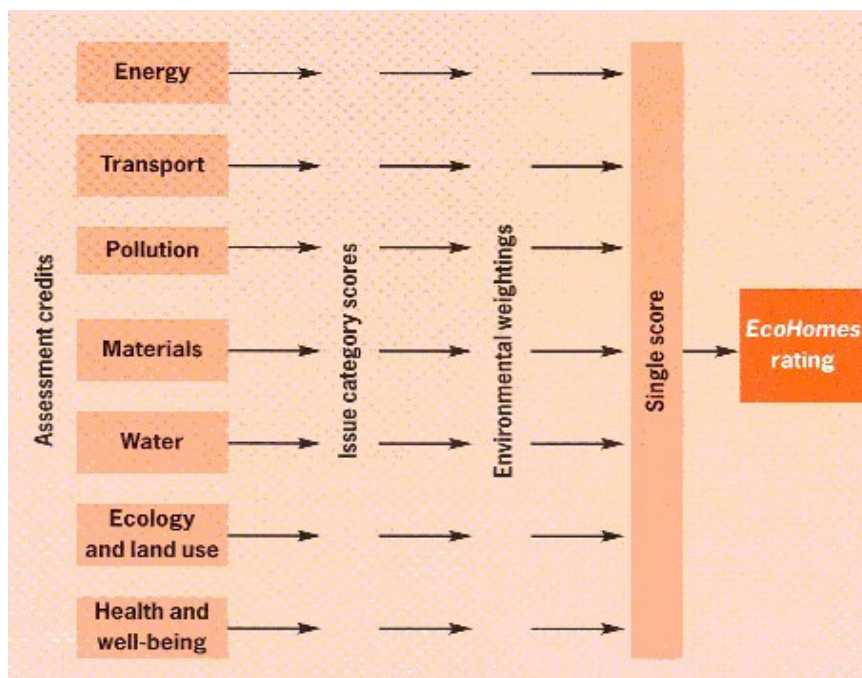 Assessment credits
Energy
Transport
Pollution
Materials
Water
Ecology
and land use
Health and
well-being
Issue category scores
Environmental weightings
Single score
EcoHomes
rating